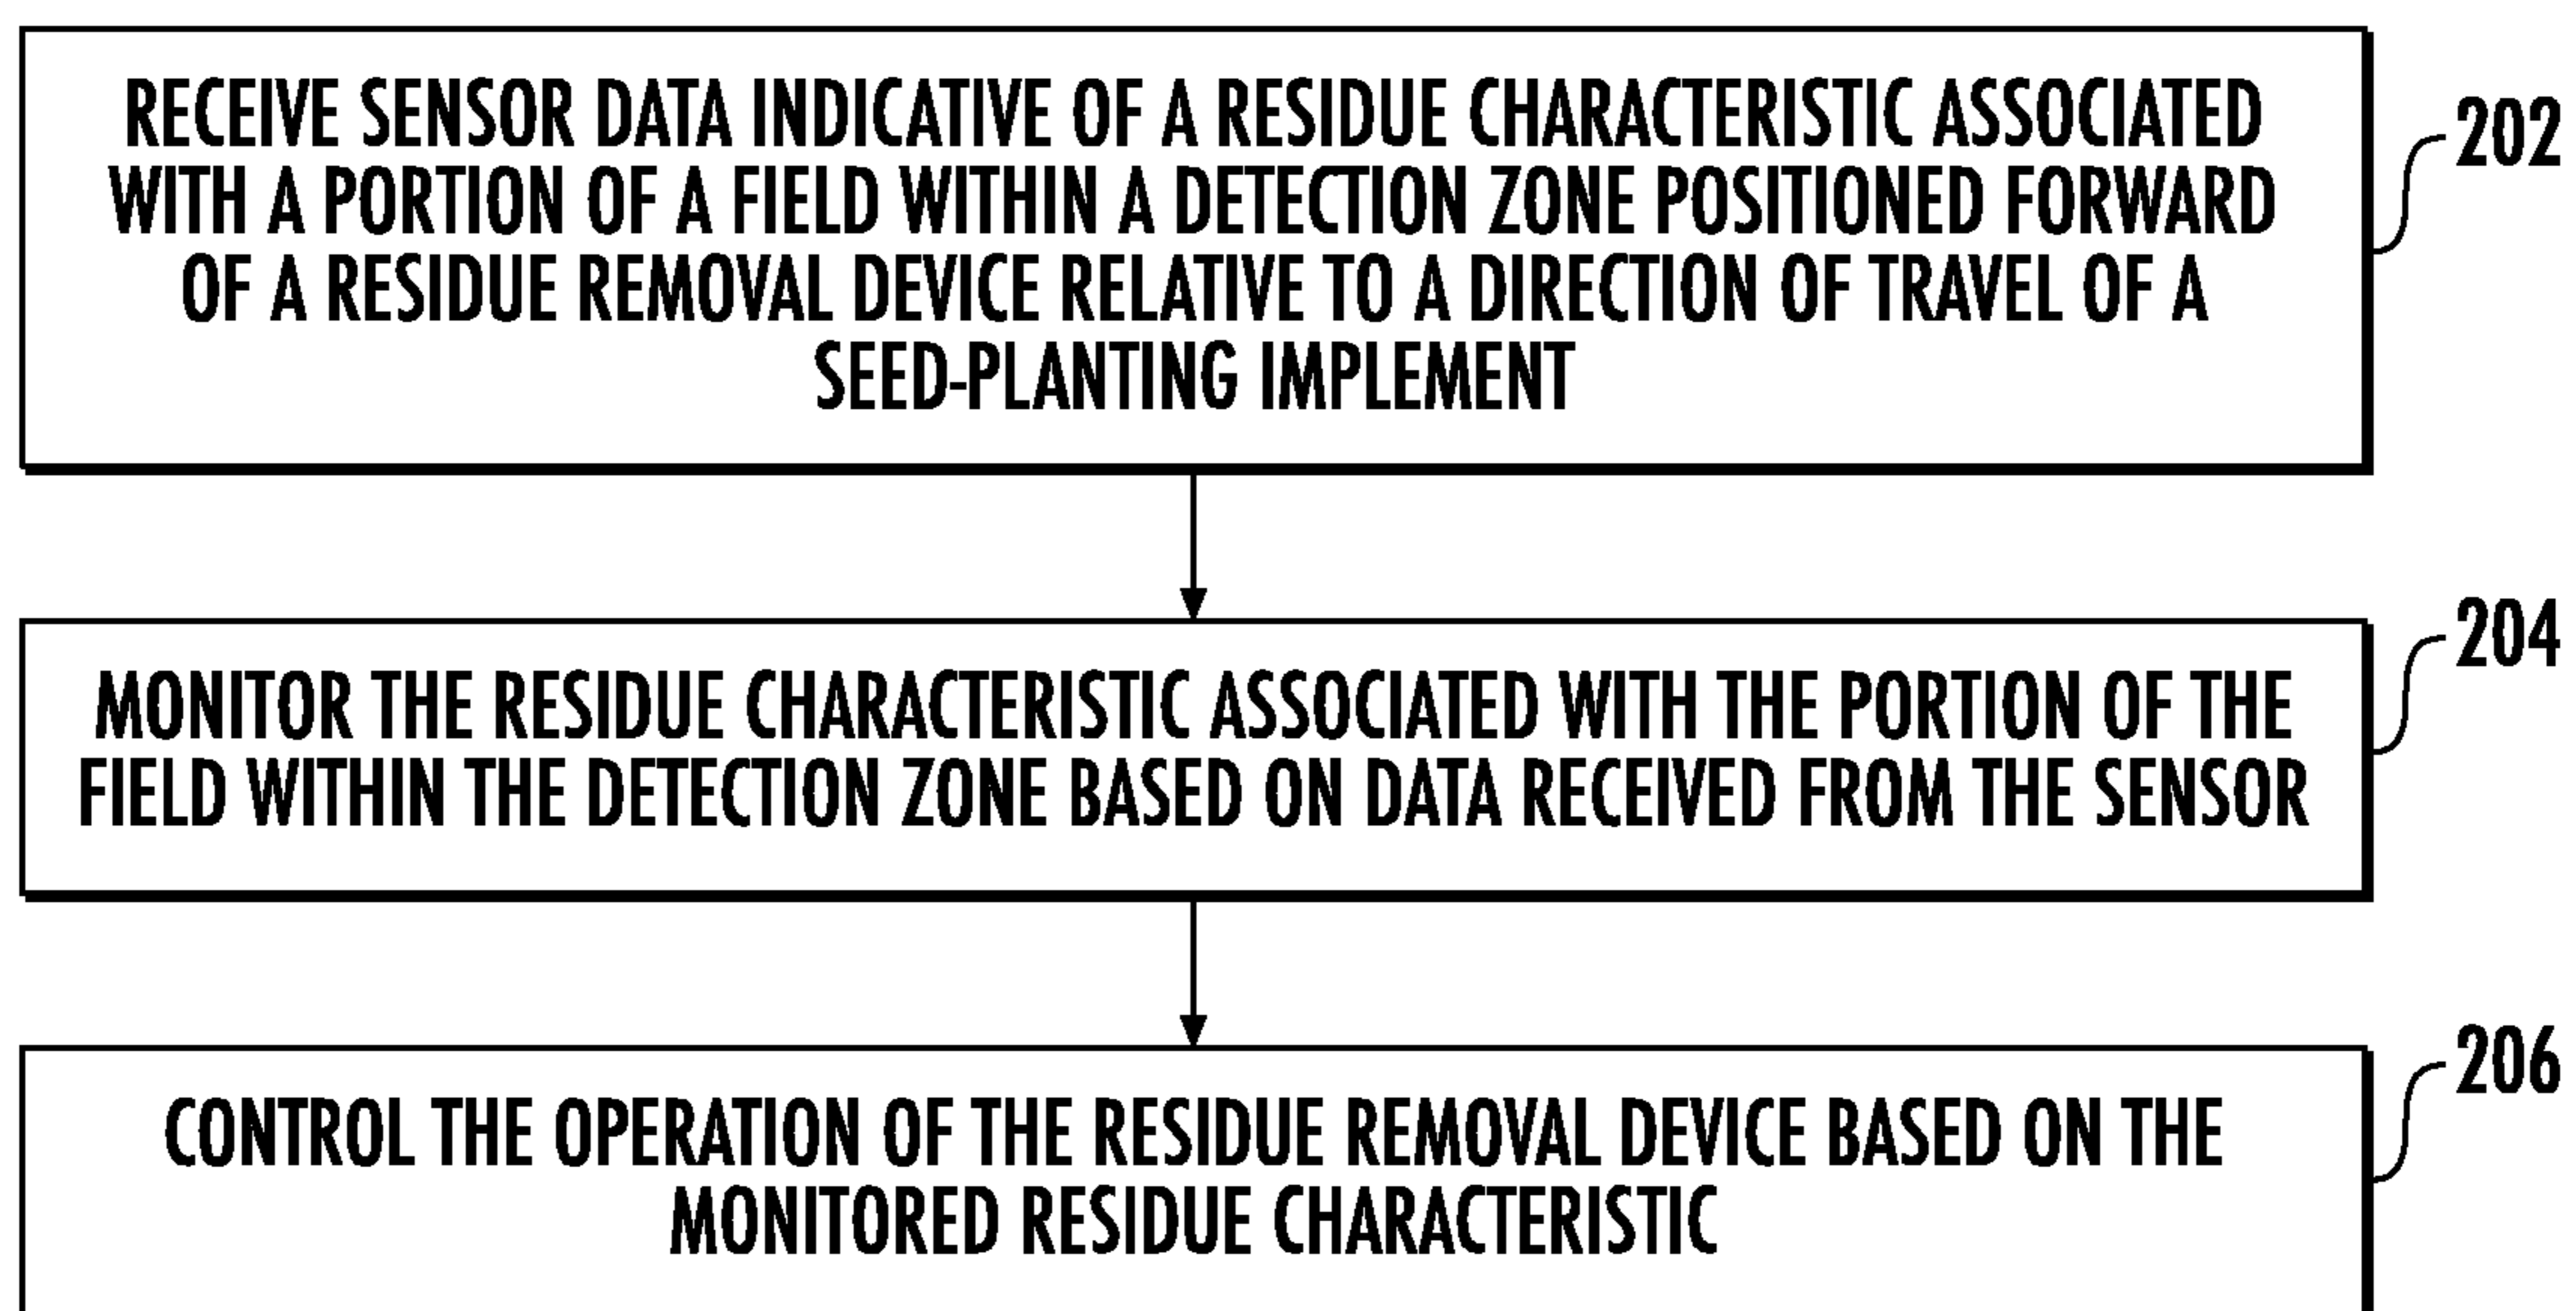 RECEIVE SENSOR DATA INDICATIVE OF A RESIDUE CHARACTERISTIC ASSOCIATED
WITH A PORTION OF A FIELD WITHIN A DETECTION ZONE POSITIONED FORWARD
OF A RESIDUE REMOVAL DEVICE RELATIVE TO A DIRECTION OF TRAVEL OF A
SEED-PLANTING IMPLEMENT
202
MONITOR THE RESIDUE CHARACTERISTIC ASSOCIATED WITH THE PORTION OF THE
FIELD WITHIN THE DETECTION ZONE BASED ON DATA RECEIVED FROM THE SENSOR
204
CONTROL THE OPERATION OF THE RESIDUE REMOVAL DEVICE BASED ON THE
MONITORED RESIDUE CHARACTERISTIC
206